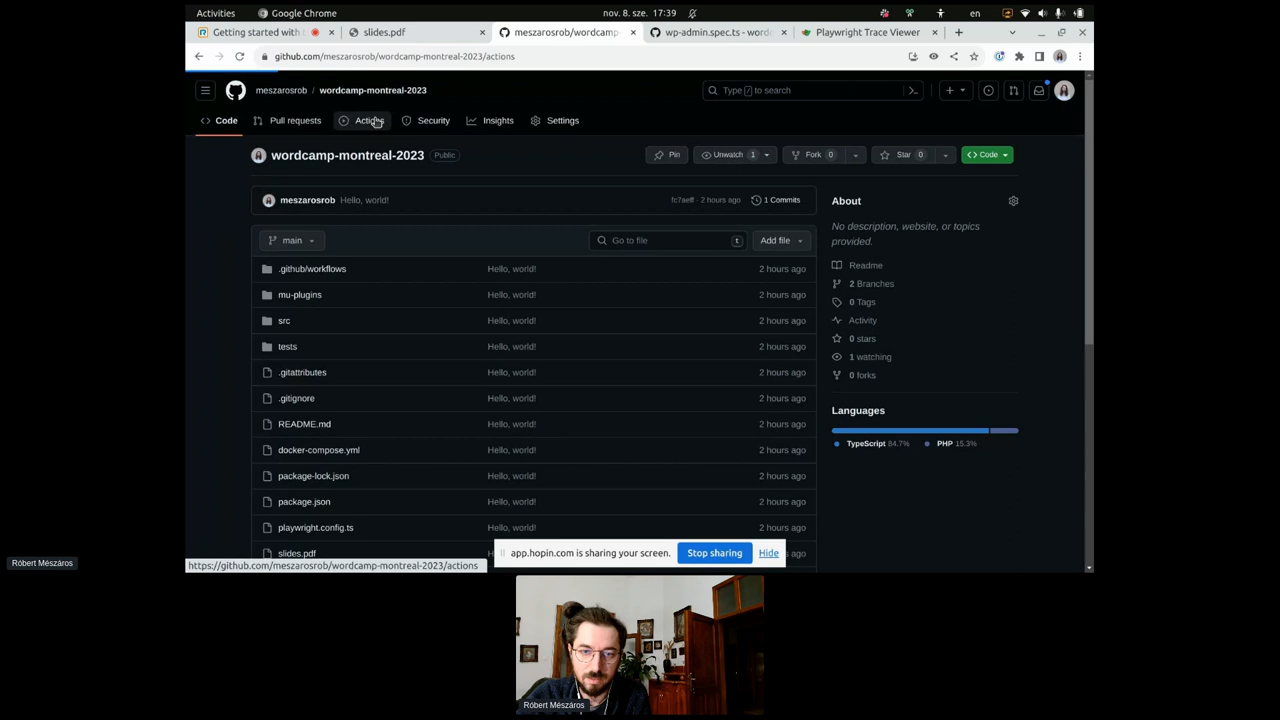 Activities
Google Chrome
nov. 8. sze. 17:39
en
Getting started with t
slides.pdf
meszarosrob/wordcamp-
wp-admin.spec.ts - wordc
Playwright Trace Viewer
github.com/meszarosrob/wordcamp-montreal-2023/actions
meszarosrob / wordcamp-montreal-2023
Type / to search
Code
Pull requests
Actions
Security
Insights
Settings
wordcamp-montreal-2023
Public
Pin
Unwatch 1
Fork 0
Star 0
Code
meszarosrob Hello, world!
fc7aeff · 2 hours ago
1 Commits
main
Go to file
t
Add file
.github/workflows Hello, world! 2 hours ago
mu-plugins Hello, world! 2 hours ago
src Hello, world! 2 hours ago
tests Hello, world! 2 hours ago
.gitattributes Hello, world! 2 hours ago
.gitignore Hello, world! 2 hours ago
README.md Hello, world! 2 hours ago
docker-compose.yml Hello, world! 2 hours ago
package-lock.json Hello, world! 2 hours ago
package.json Hello, world! 2 hours ago
playwright.config.ts Hello, world! 2 hours ago
slides.pdf
rs ago
About
No description, website, or topics
provided.
Readme
2 Branches
0 Tags
Activity
0 stars
1 watching
0 forks
Languages
TypeScript 84.7%
PHP 15.3%
app.hopin.com is sharing your screen.
Stop sharing
Hide
https://github.com/meszarosrob/wordcamp-montreal-2023/actions
Róbert Mészáros
Róbert Mészáros